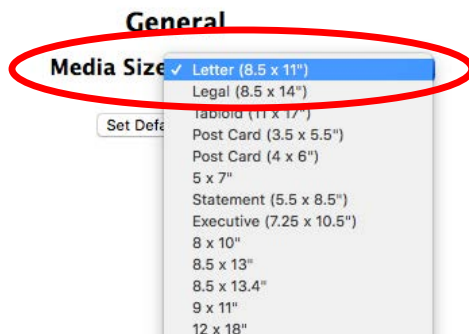 General
Media Size ✓ Letter (8.5 x 11")
Legal (8.5 x 14")
Tabloid (11 x 17")
Set Defa
Post Card (3.5 x 5.5")
Post Card (4 x 6")
5 x 7"
Statement (5.5 x 8.5")
Executive (7.25 x 10.5")
8 x 10"
8.5 x 13"
8.5 x 13.4"
9 x 11"
12 x 18"